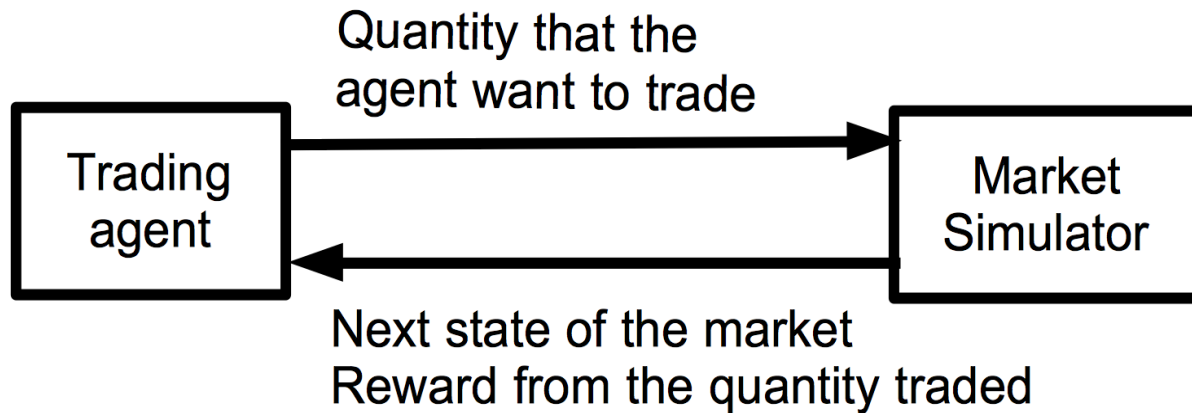 Quantity that the
agent want to trade
Trading
agent
Market
Simulator
Next state of the market
Reward from the quantity traded